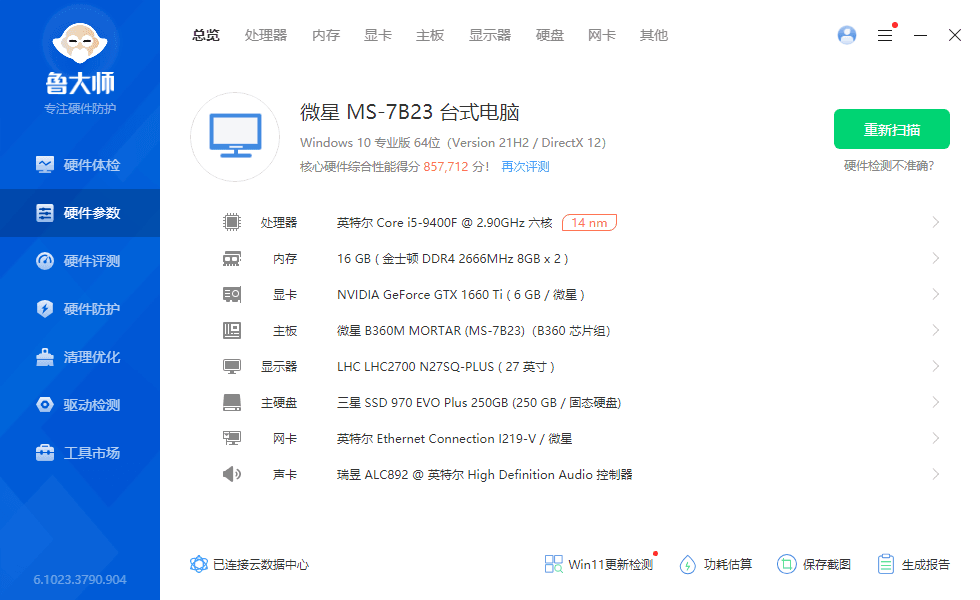 鲁大师
专注硬件防护
硬件体检
硬件参数
硬件评测
硬件防护
清理优化
驱动检测
工具市场
6.1023.3790.904
总览 处理器 内存 显卡 主板 显示器 硬盘 网卡 其他
微星 MS-7B23 台式电脑
Windows 10 专业版 64位（Version 21H2 / DirectX 12）
核心硬件综合性能得分 857,712 分！ 再次评测
重新扫描
硬件检测不准确?
处理器 英特尔 Core i5-9400F @ 2.90GHz 六核 14 nm
内存 16 GB ( 金士顿 DDR4 2666MHz 8GB x 2 )
显卡 NVIDIA GeForce GTX 1660 Ti ( 6 GB / 微星 )
主板 微星 B360M MORTAR (MS-7B23)（B360 芯片组）
显示器 LHC LHC2700 N27SQ-PLUS ( 27 英寸 )
主硬盘 三星 SSD 970 EVO Plus 250GB (250 GB / 固态硬盘)
网卡 英特尔 Ethernet Connection I219-V / 微星
声卡 瑞昱 ALC892 @ 英特尔 High Definition Audio 控制器
已连接云数据中心 Win11更新检测 功耗估算 保存截图 生成报告